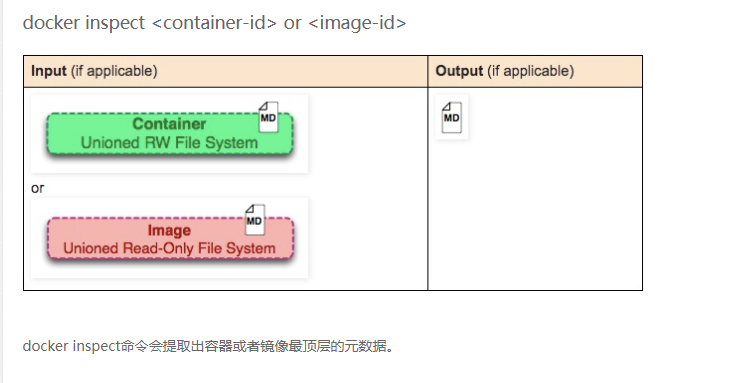 docker inspect <container-id> or <image-id>
Input (if applicable)
Output (if applicable)
MD
Container
Unioned RW File System
MD
or
MD
Image
Unioned Read-Only File System
docker inspect命令会提取出容器或者镜像最顶层的元数据。